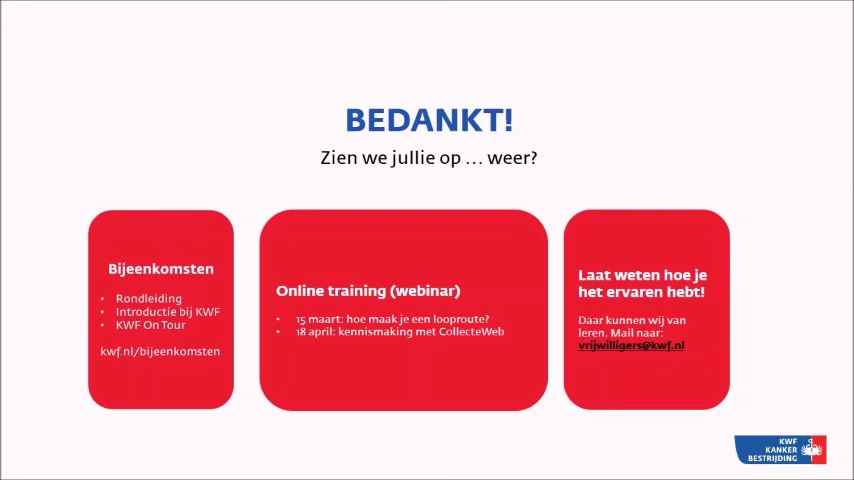 BEDANKT!
Zien we jullie op ... weer?
Bijeenkomsten
• Rondleiding
• Introductie bij KWF
• KWF On Tour
kwf.nl/bijeenkomsten
Online training (webinar)
• 15 maart: hoe maak je een looproute?
• 18 april: kennismaking met CollecteWeb
Laat weten hoe je
het ervaren hebt!
Daar kunnen wij van
leren. Mail naar:
vrijwilligers@kwf.nl
KWF
KANKER
BESTRIJDING